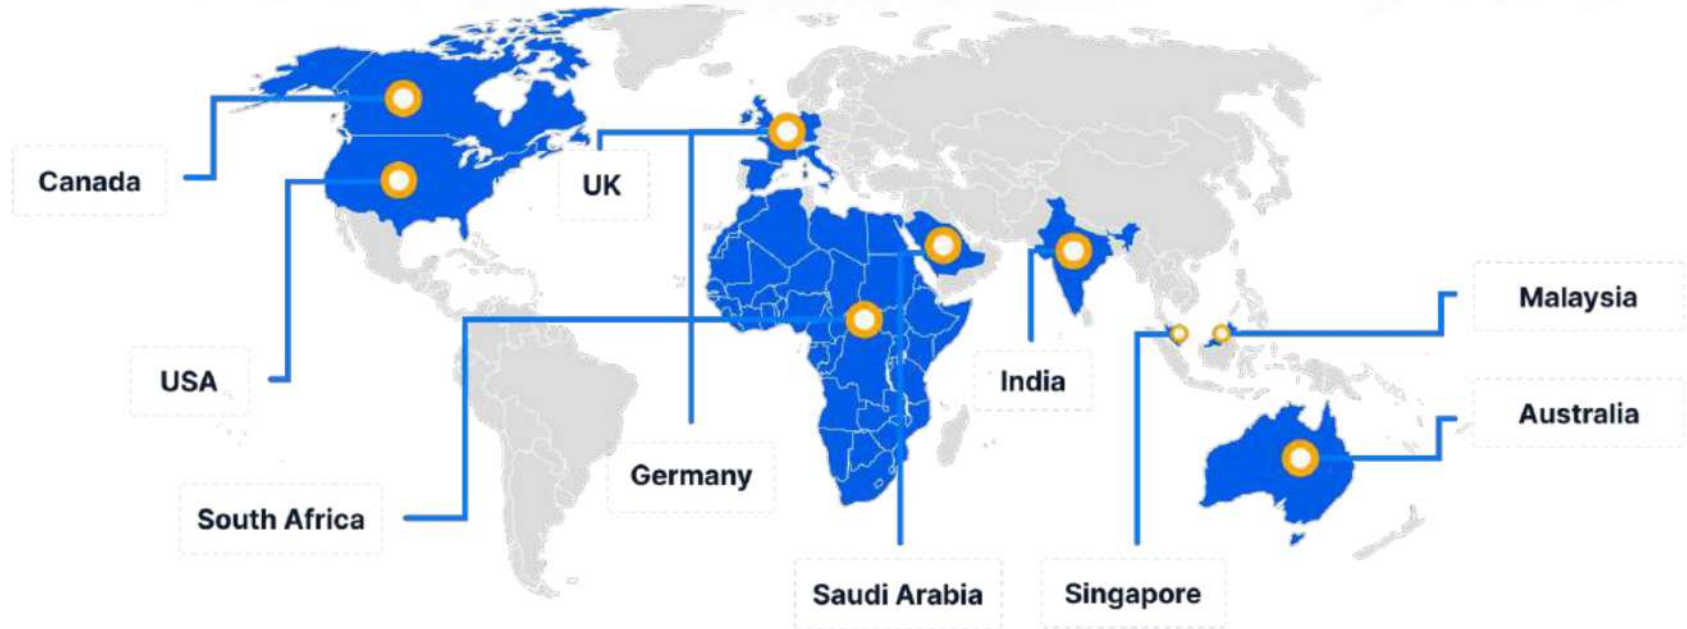 Canada
UK
USA
Germany
South Africa
Saudi Arabia
India
Singapore
Malaysia
Australia